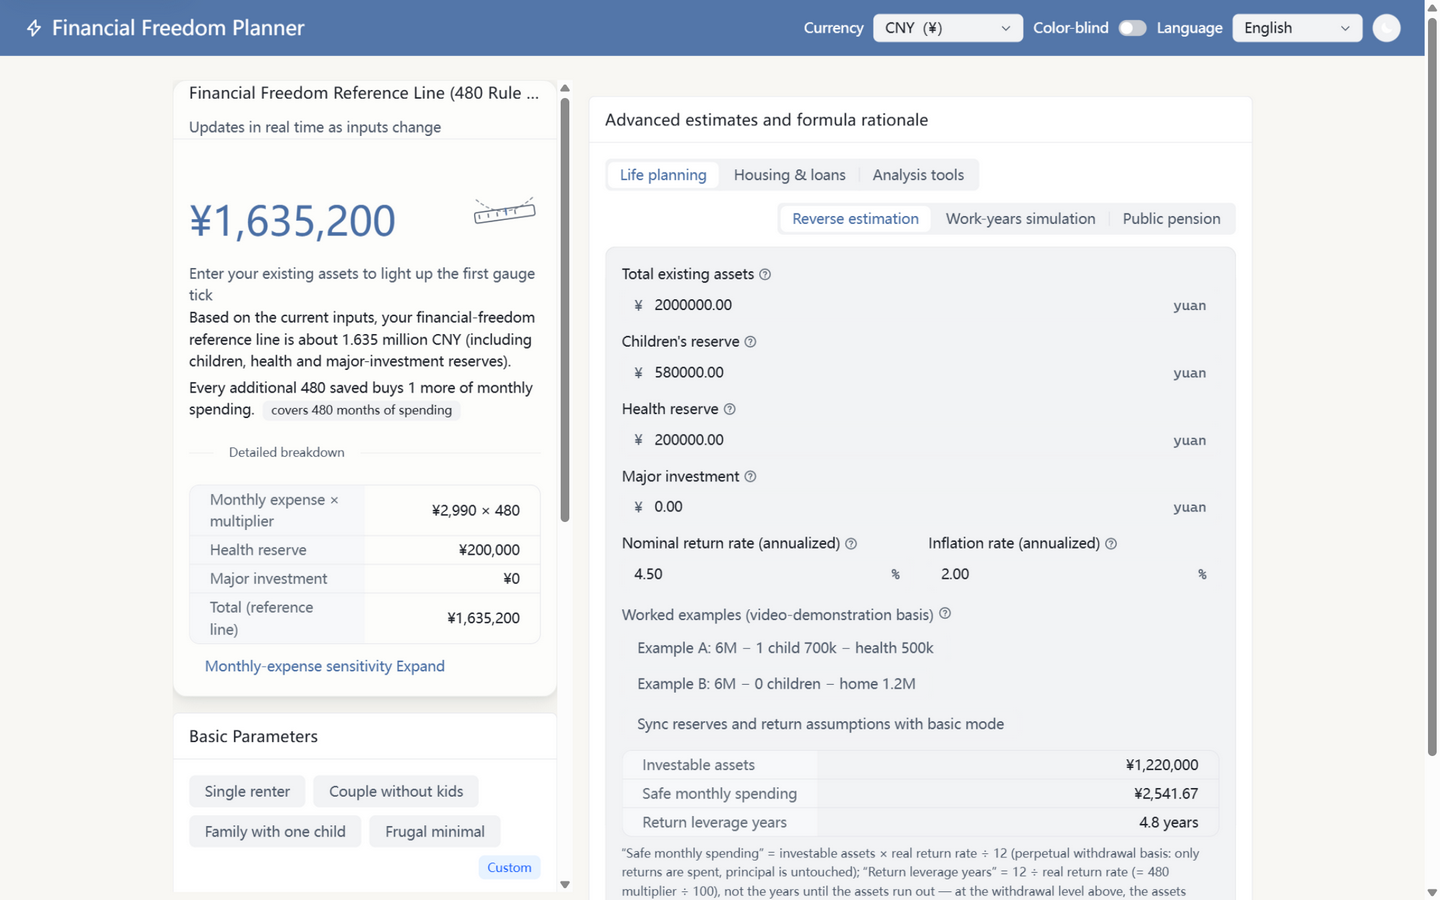 Financial Freedom Planner
Currency
CNY (¥)
Color-blind
Language
English
Financial Freedom Reference Line (480 Rule ...
Updates in real time as inputs change
¥1,635,200
Enter your existing assets to light up the first gauge
tick
Based on the current inputs, your financial-freedom
reference line is about 1.635 million CNY (including
children, health and major-investment reserves).
Every additional 480 saved buys 1 more of monthly
spending. covers 480 months of spending
Detailed breakdown
Monthly expense ×
multiplier
¥2,990 × 480
Health reserve
¥200,000
Major investment
¥0
Total (reference
line)
¥1,635,200
Monthly-expense sensitivity Expand
Basic Parameters
Single renter
Couple without kids
Family with one child
Frugal minimal
Custom
Advanced estimates and formula rationale
Life planning
Housing & loans
Analysis tools
Reverse estimation
Work-years simulation
Public pension
Total existing assets
¥ 2000000.00 yuan
Children's reserve
¥ 580000.00 yuan
Health reserve
¥ 200000.00 yuan
Major investment
¥ 0.00 yuan
Nominal return rate (annualized)
4.50 %
Inflation rate (annualized)
2.00 %
Worked examples (video-demonstration basis)
Example A: 6M − 1 child 700k − health 500k
Example B: 6M − 0 children − home 1.2M
Sync reserves and return assumptions with basic mode
Investable assets
¥1,220,000
Safe monthly spending
¥2,541.67
Return leverage years
4.8 years
“Safe monthly spending” = investable assets × real return rate ÷ 12 (perpetual withdrawal basis: only
returns are spent, principal is untouched); “Return leverage years” = 12 ÷ real return rate (= 480
multiplier ÷ 100), not the years until the assets run out — at the withdrawal level above, the assets